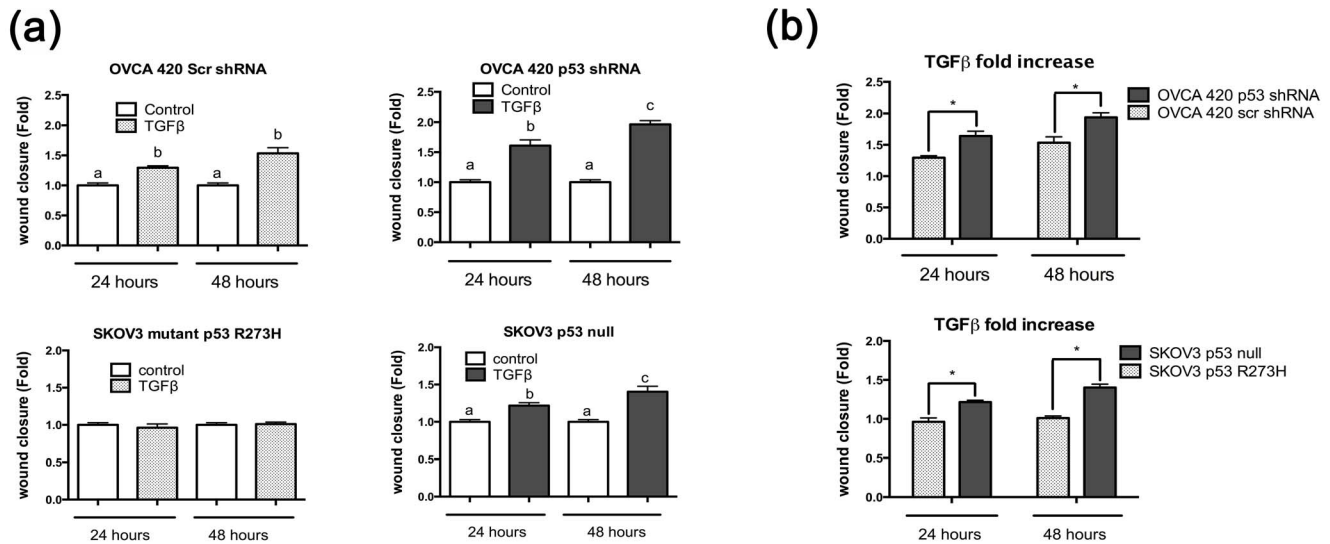 (a)
OVCA 420 Scr shRNA
wound closure (Fold)
2.5
2.0
1.5
1.0
0.5
0.0
Control
TGFβ
a
b
a
b
24 hours
48 hours
OVCA 420 p53 shRNA
wound closure (Fold)
2.5
2.0
1.5
1.0
0.5
0.0
Control
TGFβ
a
b
a
c
24 hours
48 hours
SKOV3 mutant p53 R273H
wound closure (Fold)
2.0
1.5
1.0
0.5
0.0
control
TGFβ
24 hours
48 hours
SKOV3 p53 null
wound closure (Fold)
2.0
1.5
1.0
0.5
0.0
control
TGFβ
a
b
a
c
24 hours
48 hours
(b)
TGFβ fold increase
wound closure (Fold)
2.5
2.0
1.5
1.0
0.5
0.0
*
*
OVCA 420 p53 shRNA
OVCA 420 scr shRNA
24 hours
48 hours
TGFβ fold increase
wound closure (Fold)
2.0
1.5
1.0
0.5
0.0
*
*
SKOV3 p53 null
SKOV3 p53 R273H
24 hours
48 hours